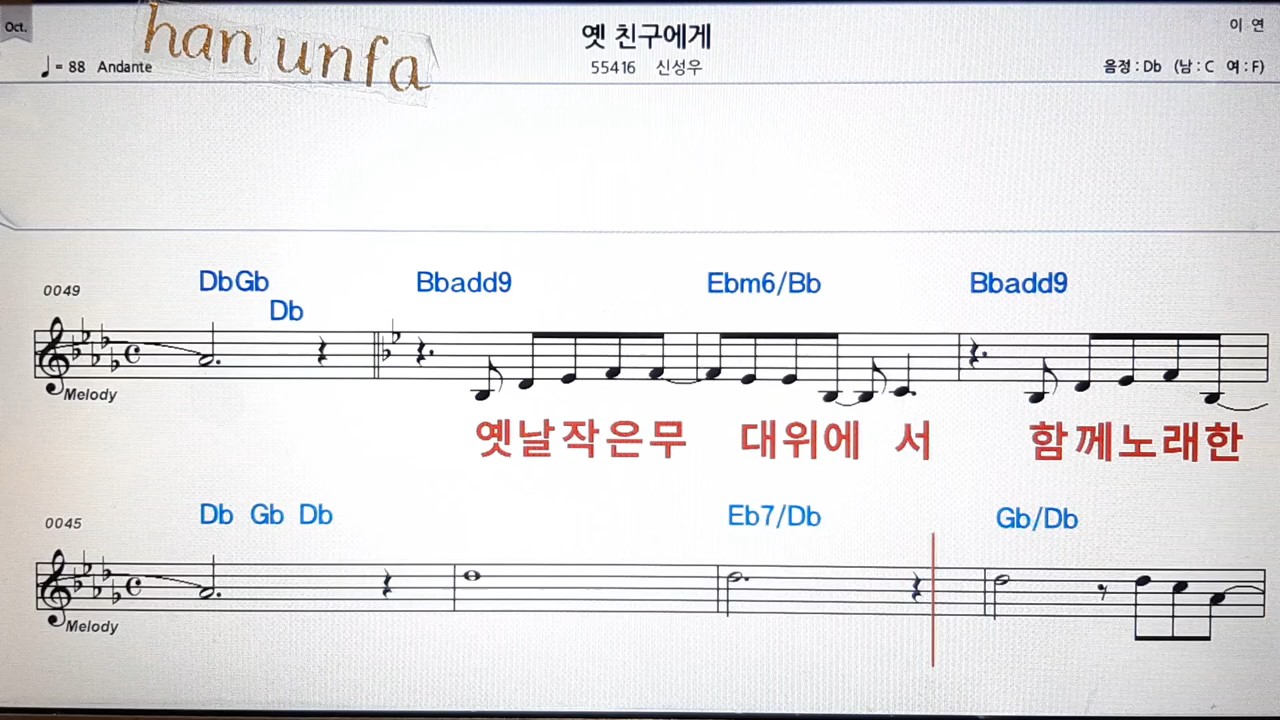 Oct.
han unfa
옛 친구에게
이 연
♩= 88 Andante
55416 신성우
음정 : Db (남 : C 여 : F)
0049
DbGb Bbadd9 Ebm6/Bb Bbadd9
Db
Melody
옛날작은무 대위에 서 함께노래한
0045
Db Gb Db Eb7/Db Gb/Db
Melody